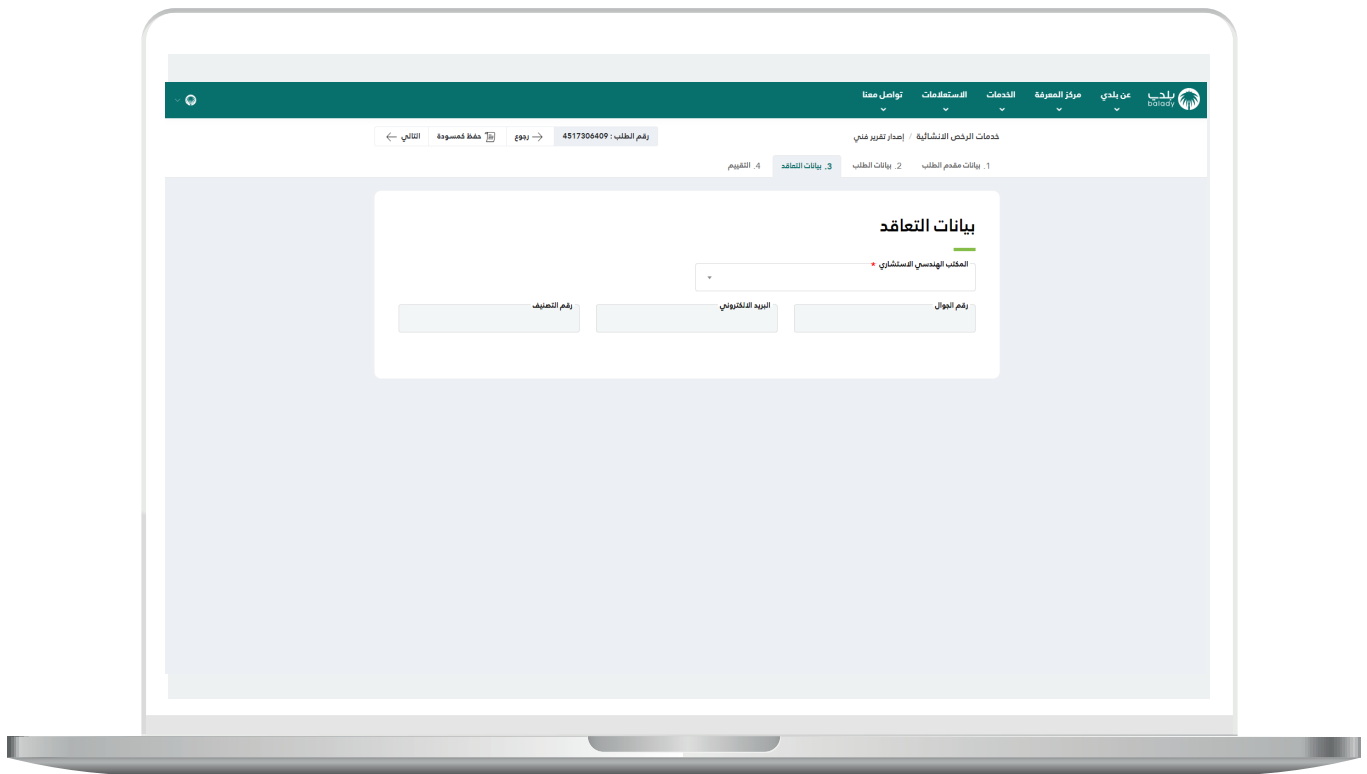 بلدي
balady
عن بلدي
مركز المعرفة
الخدمات
الاستعلامات
تواصل معنا
خدمات الرخص الانشائية / إصدار تقرير فني
رقم الطلب : 4517306409
رجوع
حفظ كمسودة
التالي
1. بيانات مقدم الطلب
2. بيانات الطلب
3. بيانات التعاقد
4. التقييم
بيانات التعاقد
المكتب الهندسي الاستشاري *
رقم الجوال
البريد الالكتروني
رقم التصنيف